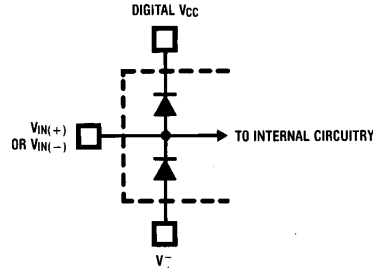 DIGITAL VCC
VIN(+)
OR VIN(−)
TO INTERNAL CIRCUITRY
V−